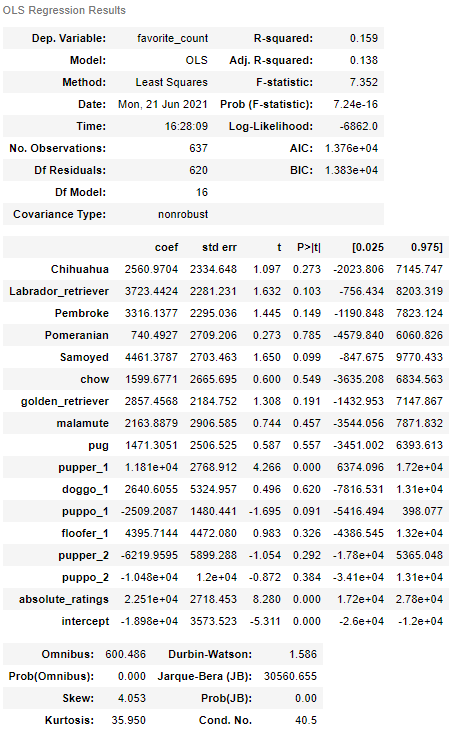 OLS Regression Results
Dep. Variable: favorite_count R-squared: 0.159
Model: OLS Adj. R-squared: 0.138
Method: Least Squares F-statistic: 7.352
Date: Mon, 21 Jun 2021 Prob (F-statistic): 7.24e-16
Time: 16:28:09 Log-Likelihood: -6862.0
No. Observations: 637 AIC: 1.376e+04
Df Residuals: 620 BIC: 1.383e+04
Df Model: 16
Covariance Type: nonrobust
coef std err t P>|t| [0.025 0.975]
Chihuahua 2560.9704 2334.648 1.097 0.273 -2023.806 7145.747
Labrador_retriever 3723.4424 2281.231 1.632 0.103 -756.434 8203.319
Pembroke 3316.1377 2295.036 1.445 0.149 -1190.848 7823.124
Pomeranian 740.4927 2709.206 0.273 0.785 -4579.840 6060.826
Samoyed 4461.3787 2703.463 1.650 0.099 -847.675 9770.433
chow 1599.6771 2665.695 0.600 0.549 -3635.208 6834.563
golden_retriever 2857.4568 2184.752 1.308 0.191 -1432.953 7147.867
malamute 2163.8879 2906.585 0.744 0.457 -3544.056 7871.832
pug 1471.3051 2506.525 0.587 0.557 -3451.002 6393.613
pupper_1 1.181e+04 2768.912 4.266 0.000 6374.096 1.72e+04
doggo_1 2640.6055 5324.957 0.496 0.620 -7816.531 1.31e+04
puppo_1 -2509.2087 1480.441 -1.695 0.091 -5416.494 398.077
floofer_1 4395.7144 4472.080 0.983 0.326 -4386.545 1.32e+04
pupper_2 -6219.9595 5899.288 -1.054 0.292 -1.78e+04 5365.048
puppo_2 -1.048e+04 1.2e+04 -0.872 0.384 -3.41e+04 1.31e+04
absolute_ratings 2.251e+04 2718.453 8.280 0.000 1.72e+04 2.78e+04
intercept -1.898e+04 3573.523 -5.311 0.000 -2.6e+04 -1.2e+04
Omnibus: 600.486 Durbin-Watson: 1.586
Prob(Omnibus): 0.000 Jarque-Bera (JB): 30560.655
Skew: 4.053 Prob(JB): 0.00
Kurtosis: 35.950 Cond. No. 40.5